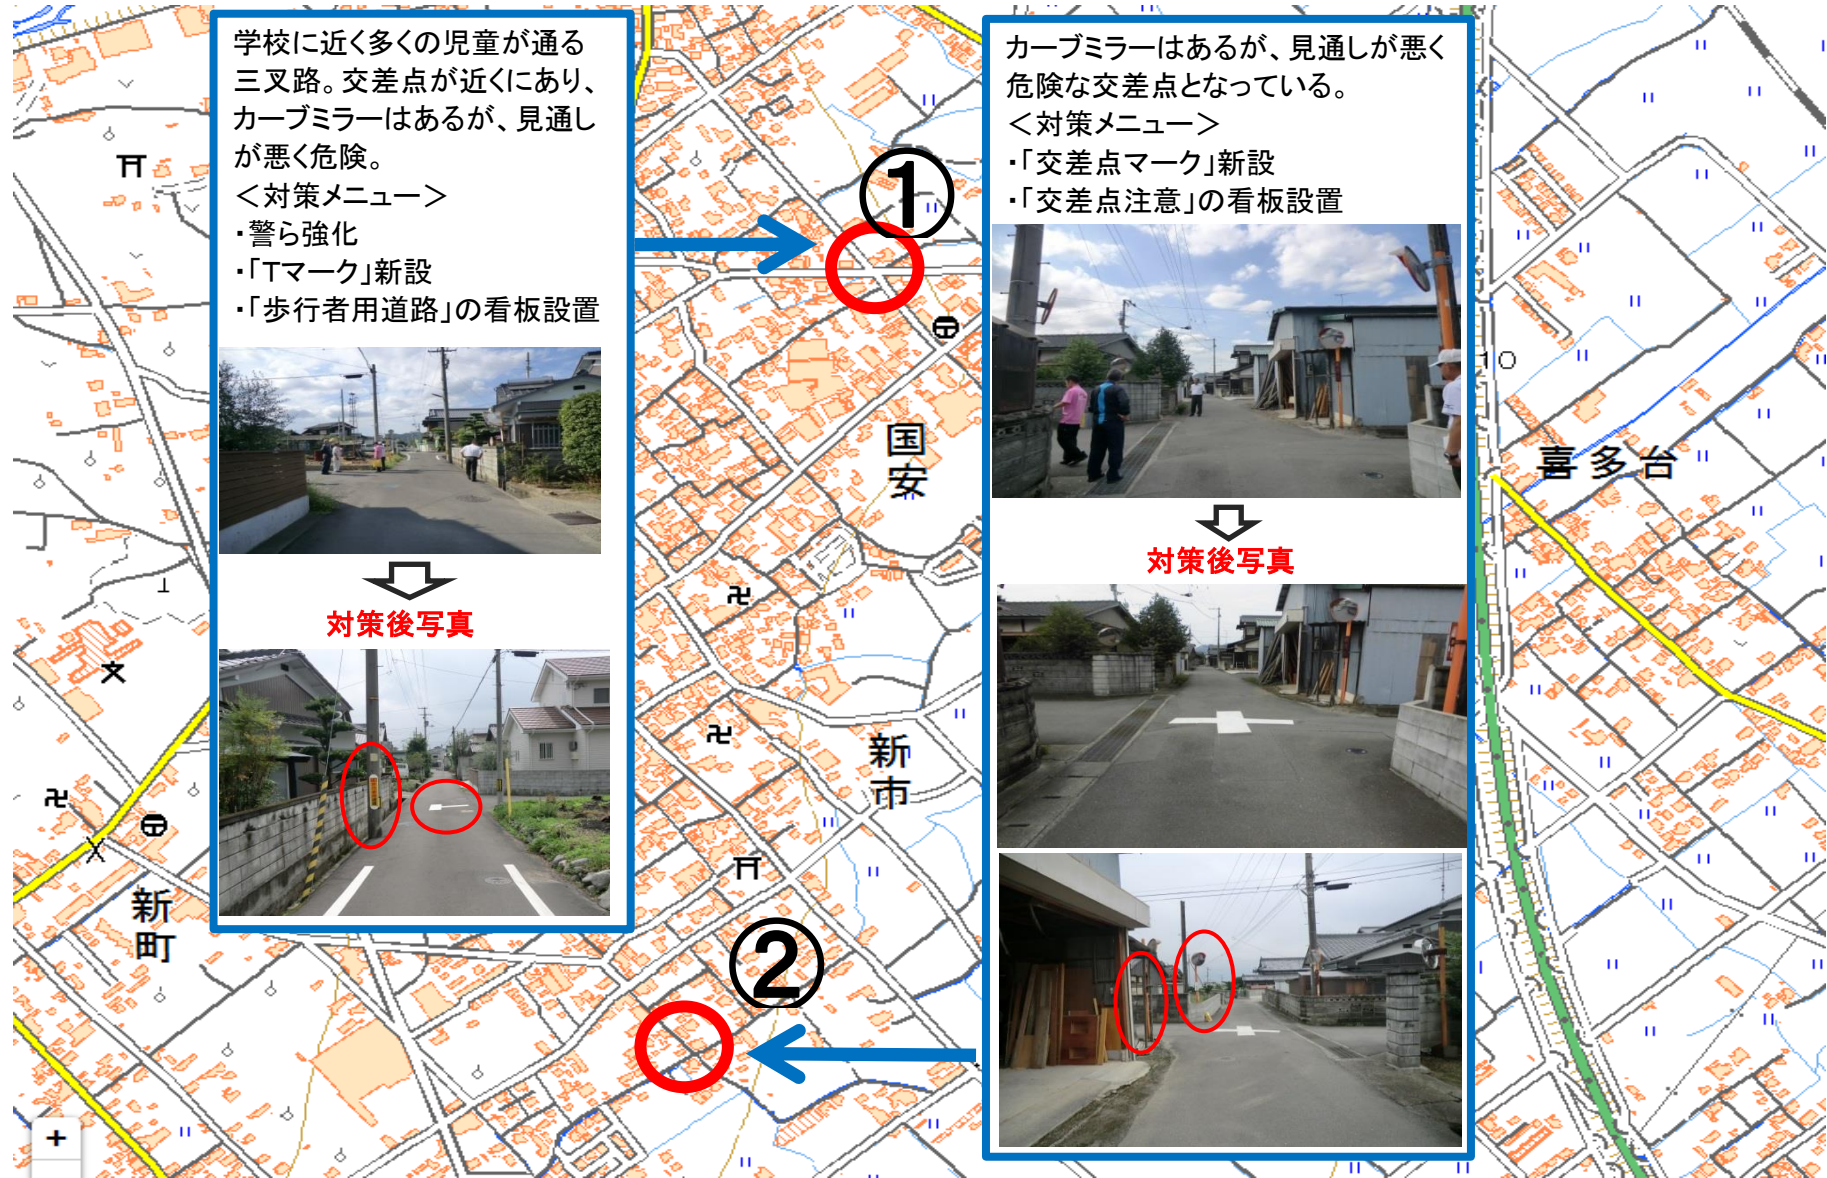 学校に近く多くの児童が通る
三叉路。交差点が近くにあり、
カーブミラーはあるが、見通し
が悪く危険。
＜対策メニュー＞
・警ら強化
・「Tマーク」新設
・「歩行者用道路」の看板設置
対策後写真
①
カーブミラーはあるが、見通しが悪く
危険な交差点となっている。
＜対策メニュー＞
・「交差点マーク」新設
・「交差点注意」の看板設置
対策後写真
②
国安
新市
新町
喜多台
10
+